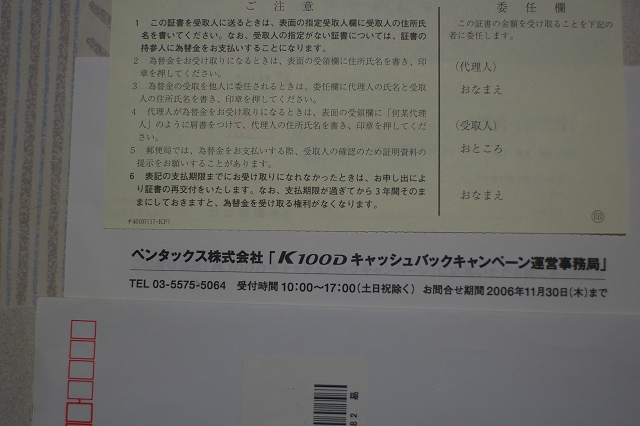 ご注意
1 この証書を受取人に送るときは、表面の指定受取人欄に受取人の住所氏
名を書いてください。なお、受取人の指定がない証書については、証書の
持参人に為替金をお支払いすることになります。
2 為替金をお受け取りになるときは、表面の受領欄に住所氏名を書き、印
章を押してください。
3 為替金の受取を他人に委任されるときは、委任欄に代理人の氏名と受取
人の住所氏名を書き、印章を押してください。
4 代理人が為替金をお受け取りになるときは、表面の受領欄に「何某代理
人」のように肩書をつけて、代理人の住所氏名を書き、印章を押してくだ
さい。
5 郵便局では、為替金をお支払いする際、受取人の確認のため証明資料の
提示をお願いすることがあります。
6 表記の支払期限までにお受け取りになれなかったときは、お申し出によ
り証書の再交付をいたします。なお、支払期限が過ぎてから3年間そのま
まにしておきますと、為替金を受け取る権利がなくなります。
〒40107(17-KP)
委任欄
この証書の金額を受け取ることを下記の
者に委任します。
(代理人)
おなまえ
(受取人)
おところ
おなまえ
印
ペンタックス株式会社「K100Dキャッシュバックキャンペーン運営事務局」
TEL 03-5575-5064 受付時間 10:00〜17:00(土日祝除く) お問合せ期間 2006年11月30日(木)まで